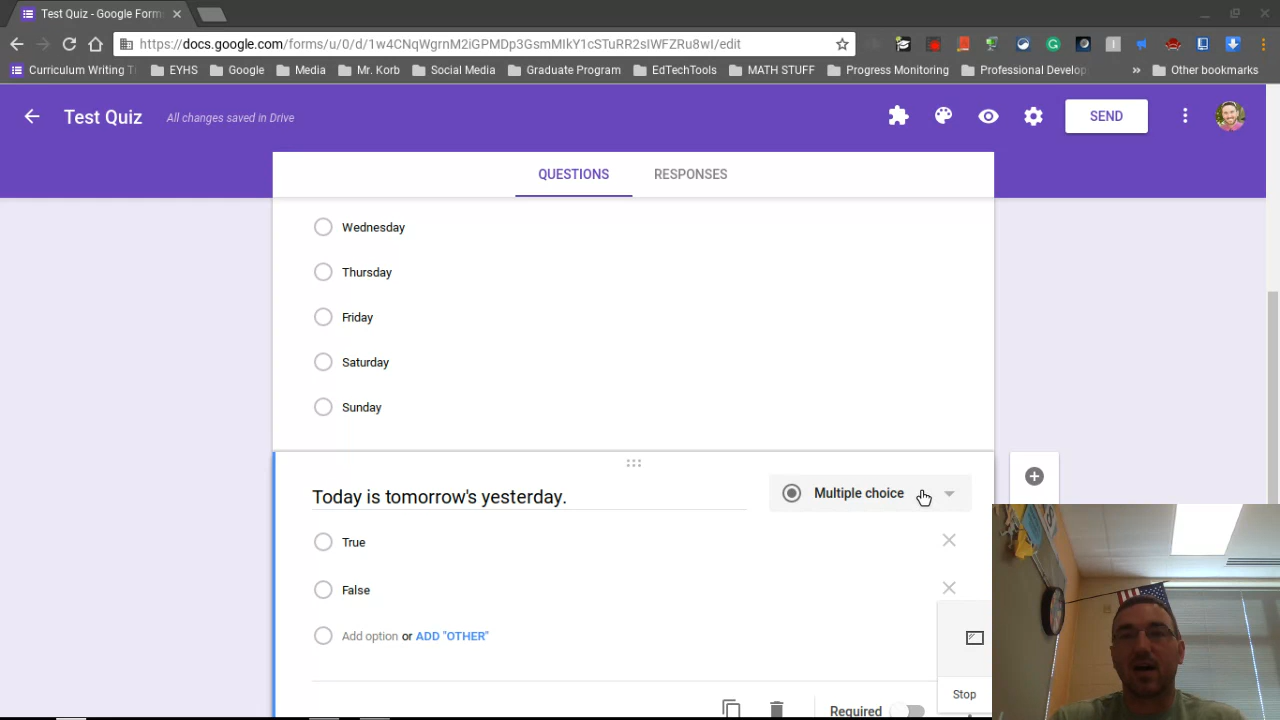 Test Quiz - Google Form
https://docs.google.com/forms/u/0/d/1w4CNqWgrnM2iGPMDp3GsmMIkY1cSTuRR2sIWFZRu8wI/edit
Curriculum Writing T
EYHS
Google
Media
Mr. Korb
Social Media
Graduate Program
EdTechTools
MATH STUFF
Progress Monitoring
Professional Develop
»
Other bookmarks
Test Quiz
All changes saved in Drive
SEND
QUESTIONS
RESPONSES
Wednesday
Thursday
Friday
Saturday
Sunday
Today is tomorrow's yesterday.
Multiple choice
True
False
Add option or ADD "OTHER"
Stop
Required